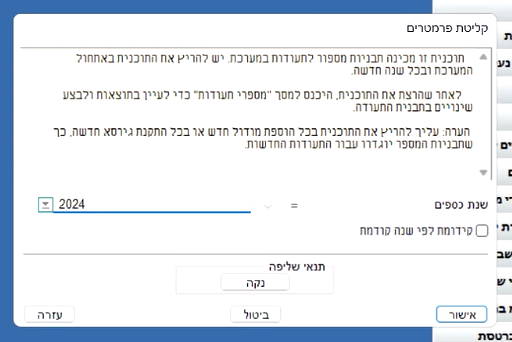 קליטת פרמטרים
תוכנית זו מכינה תבניות מספור לתעודות במערכת. יש להריץ את התוכנית באתחול
המערכת ובכל שנה חדשה.
לאחר שהרצת את התוכנית, היכנס למסך "מספרי תעודות" כדי לעיין בתוצאות ולבצע
שינויים בתבנית התעודה.
הערה: עליך להריץ את התוכנית בכל הוספת מודול חדש או בכל התקנת גירסא חדשה, כך
שתבניות המספר יוגדרו עבור התעודות החדשות.
שנת כספים = 2024
קידומת לפי שנה קודמת
תנאי שליפה
נקה
אישור ביטול עזרה